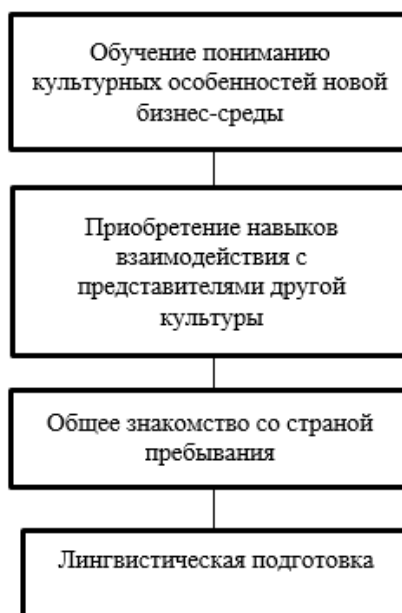 Обучение пониманию
культурных особенностей новой
бизнес-среды
Приобретение навыков
взаимодействия с
представителями другой
культуры
Общее знакомство со страной
пребывания
Лингвистическая подготовка